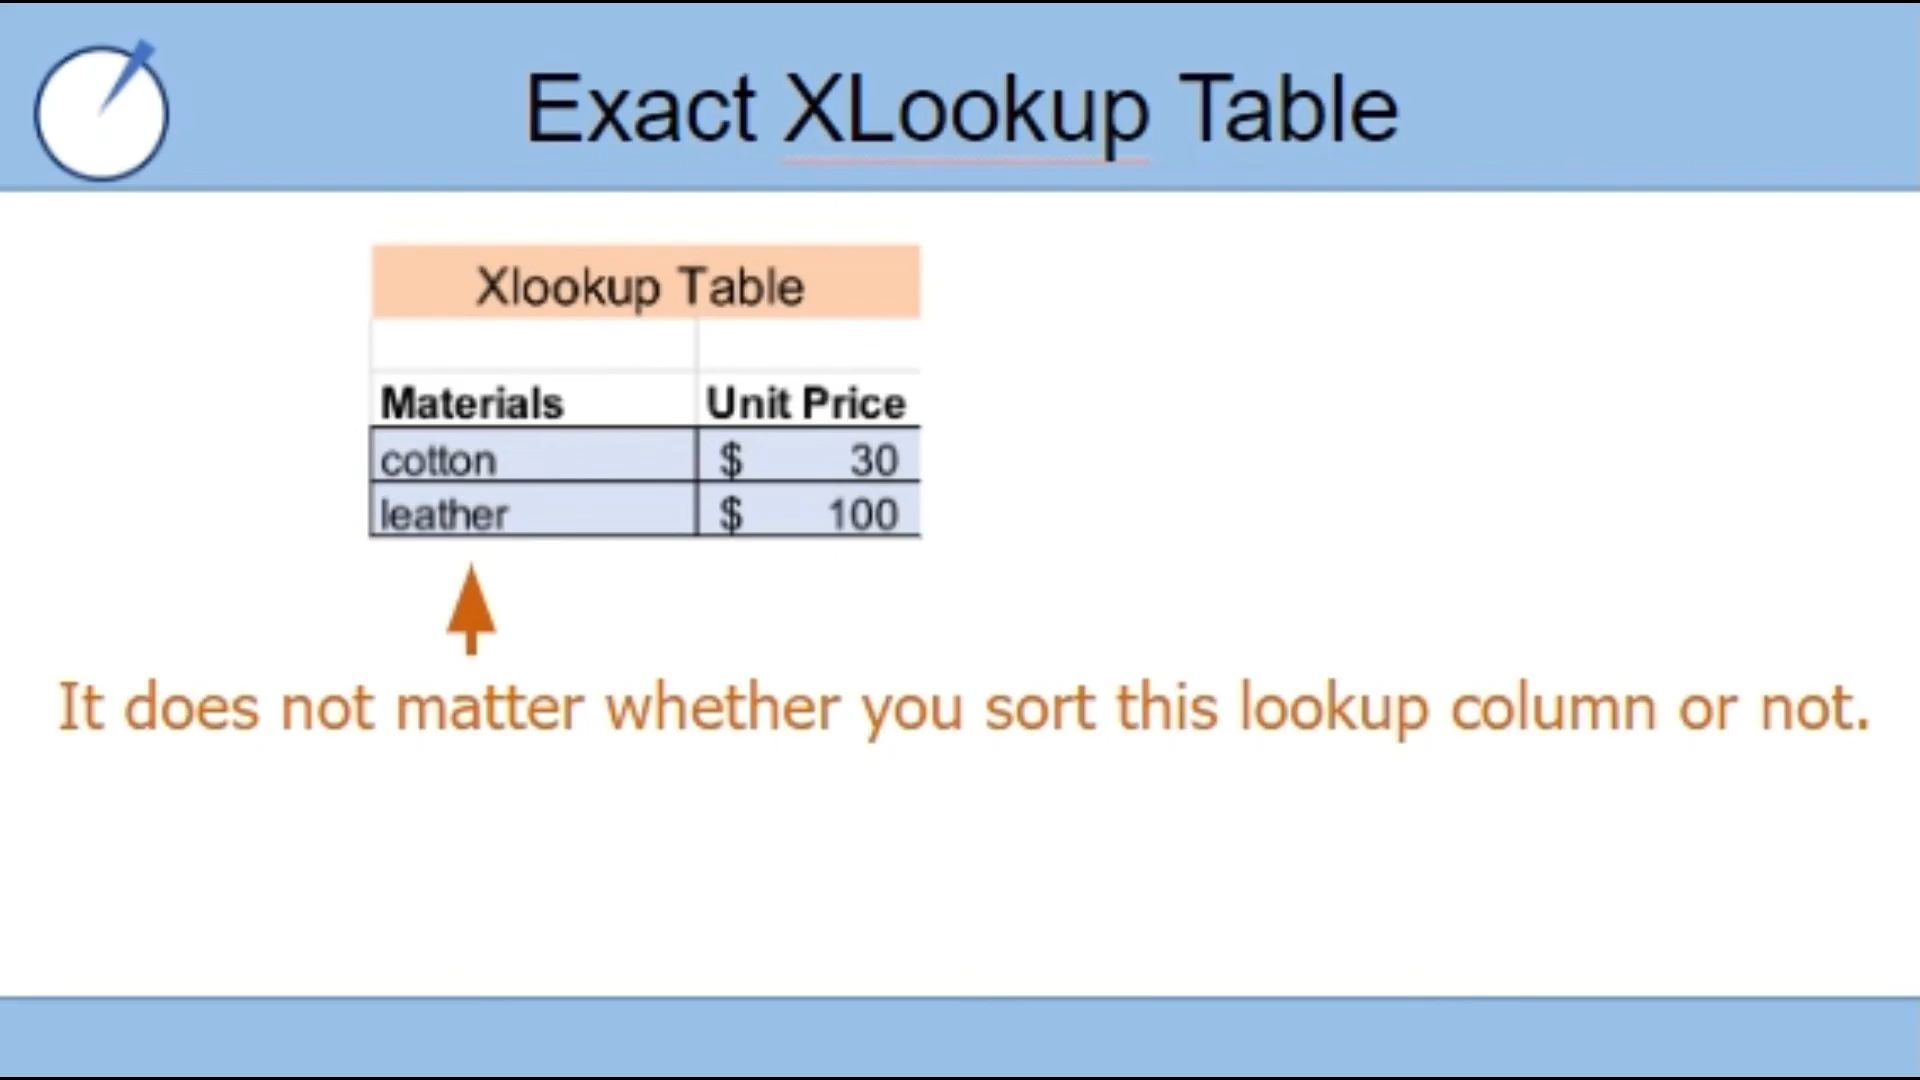 Exact XLookup Table
Xlookup Table
Materials Unit Price
cotton $ 30
leather $ 100
It does not matter whether you sort this lookup column or not.